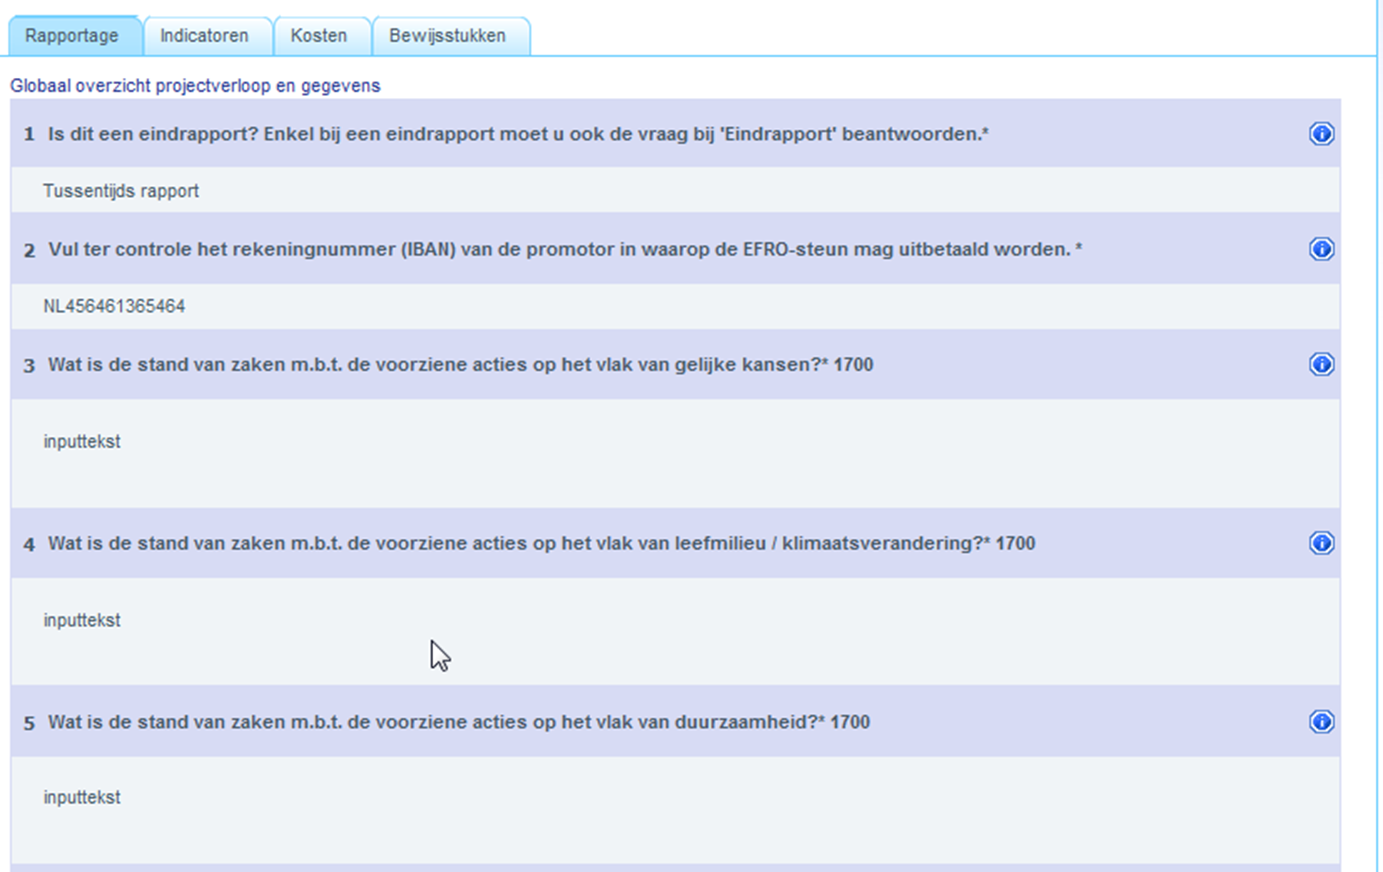 Rapportage Indicatoren Kosten Bewijsstukken
Globaal overzicht projectverloop en gegevens
1 Is dit een eindrapport? Enkel bij een eindrapport moet u ook de vraag bij 'Eindrapport' beantwoorden.*
Tussentijds rapport
2 Vul ter controle het rekeningnummer (IBAN) van de promotor in waarop de EFRO-steun mag uitbetaald worden. *
NL456461365464
3 Wat is de stand van zaken m.b.t. de voorziene acties op het vlak van gelijke kansen?* 1700
inputtekst
4 Wat is de stand van zaken m.b.t. de voorziene acties op het vlak van leefmilieu / klimaatsverandering?* 1700
inputtekst
5 Wat is de stand van zaken m.b.t. de voorziene acties op het vlak van duurzaamheid?* 1700
inputtekst